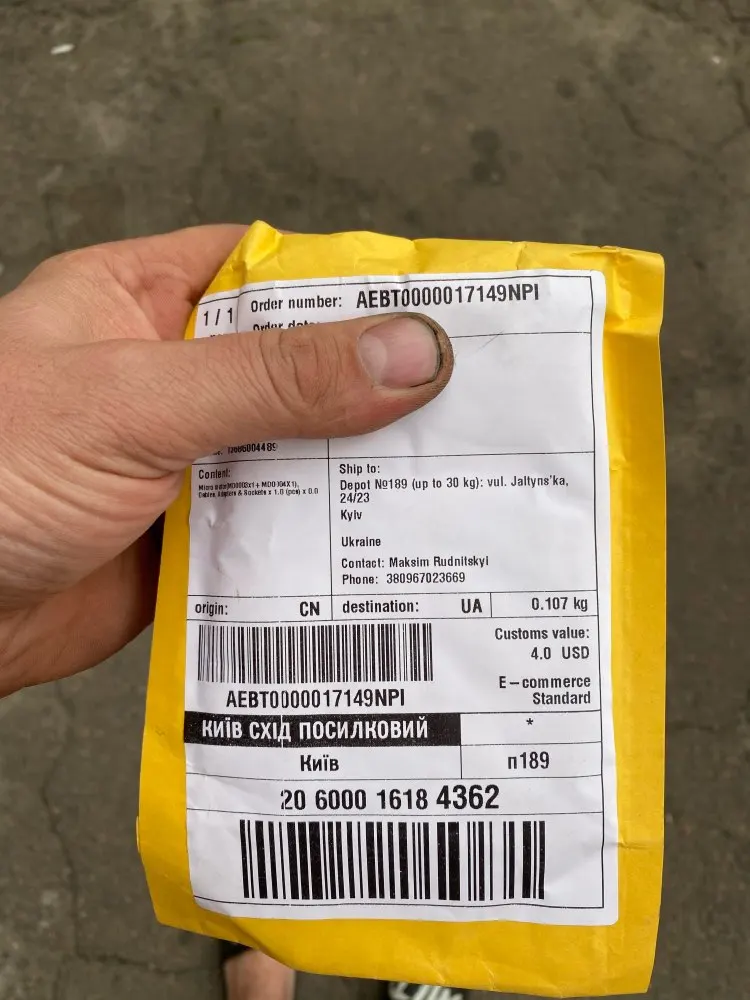 1 / 1
Order number: AEBT0000017149NPI
Order date
Content:
Ship to:
Depot №189 (up to 30 kg): vul. Jaltyns'ka,
24/23
Kyiv
Ukraine
Contact: Maksim Rudnitskyi
Phone: 380967023669
origin: CN
destination: UA
0.107 kg
Customs value:
4.0 USD
E-commerce
Standard
AEBT0000017149NPI
КИЇВ СХІД ПОСИЛКОВИЙ
*
Київ
п189
20 6000 1618 4362